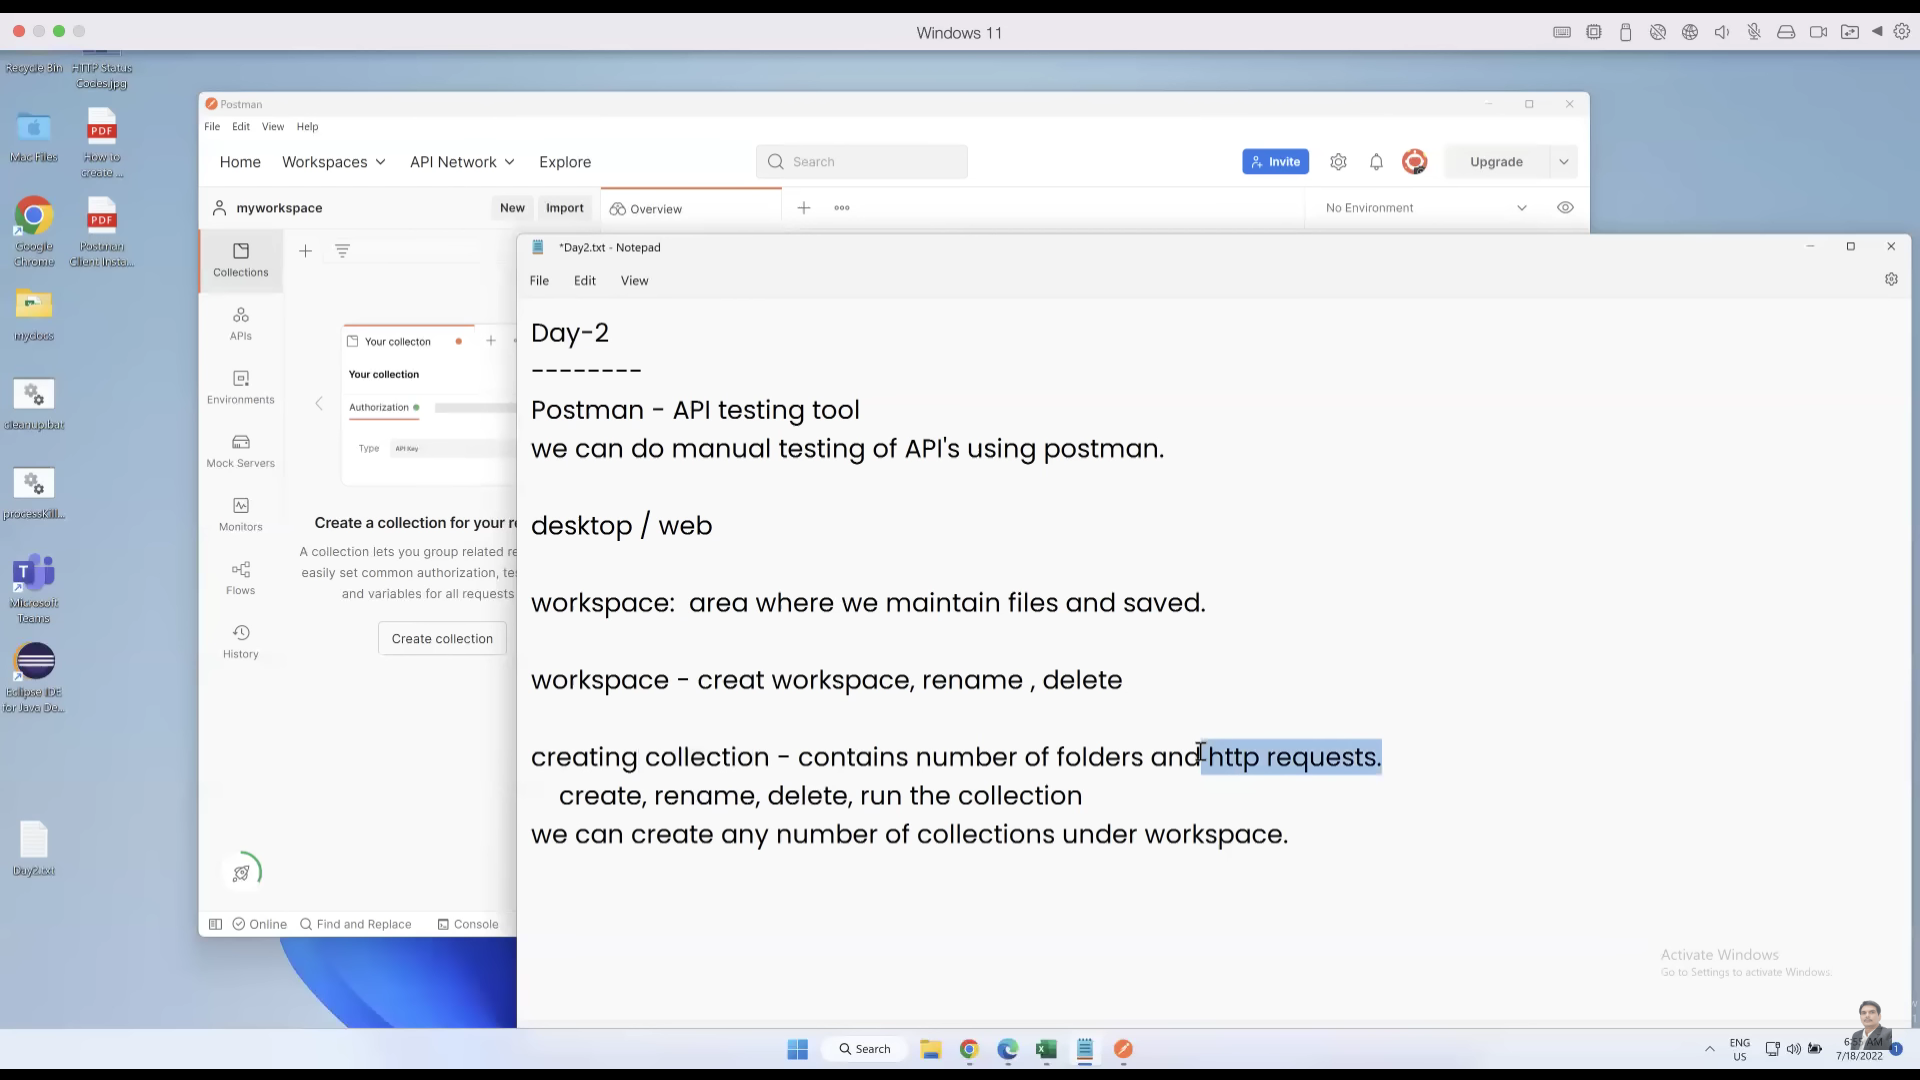 Windows 11
Recycle Bin
HTTP Status
Codes.jpg
Mac Files
PDF
How to
create ...
Google
Chrome
PDF
Postman
Client Insta...
mydocs
cleanup.bat
processKill...
Microsoft
Teams
Eclipse IDE
for Java De...
Day2.txt
Postman
File Edit View Help
Home Workspaces API Network Explore
Search
Invite
Upgrade
myworkspace
New Import
Overview
No Environment
Collections
APIs
Environments
Mock Servers
Monitors
Flows
History
Your collecton
Your collection
Authorization
Type API Key
Create a collection for your r
A collection lets you group related re
easily set common authorization, te
and variables for all requests
Create collection
Online Find and Replace Console
*Day2.txt - Notepad
File Edit View
Day-2
--------
Postman - API testing tool
we can do manual testing of API's using postman.
desktop / web
workspace:  area where we maintain files and saved.
workspace - creat workspace, rename , delete
creating collection - contains number of folders and http requests.
create, rename, delete, run the collection
we can create any number of collections under workspace.
Activate Windows
Go to Settings to activate Windows.
Search
ENG
US
7/18/2022
1